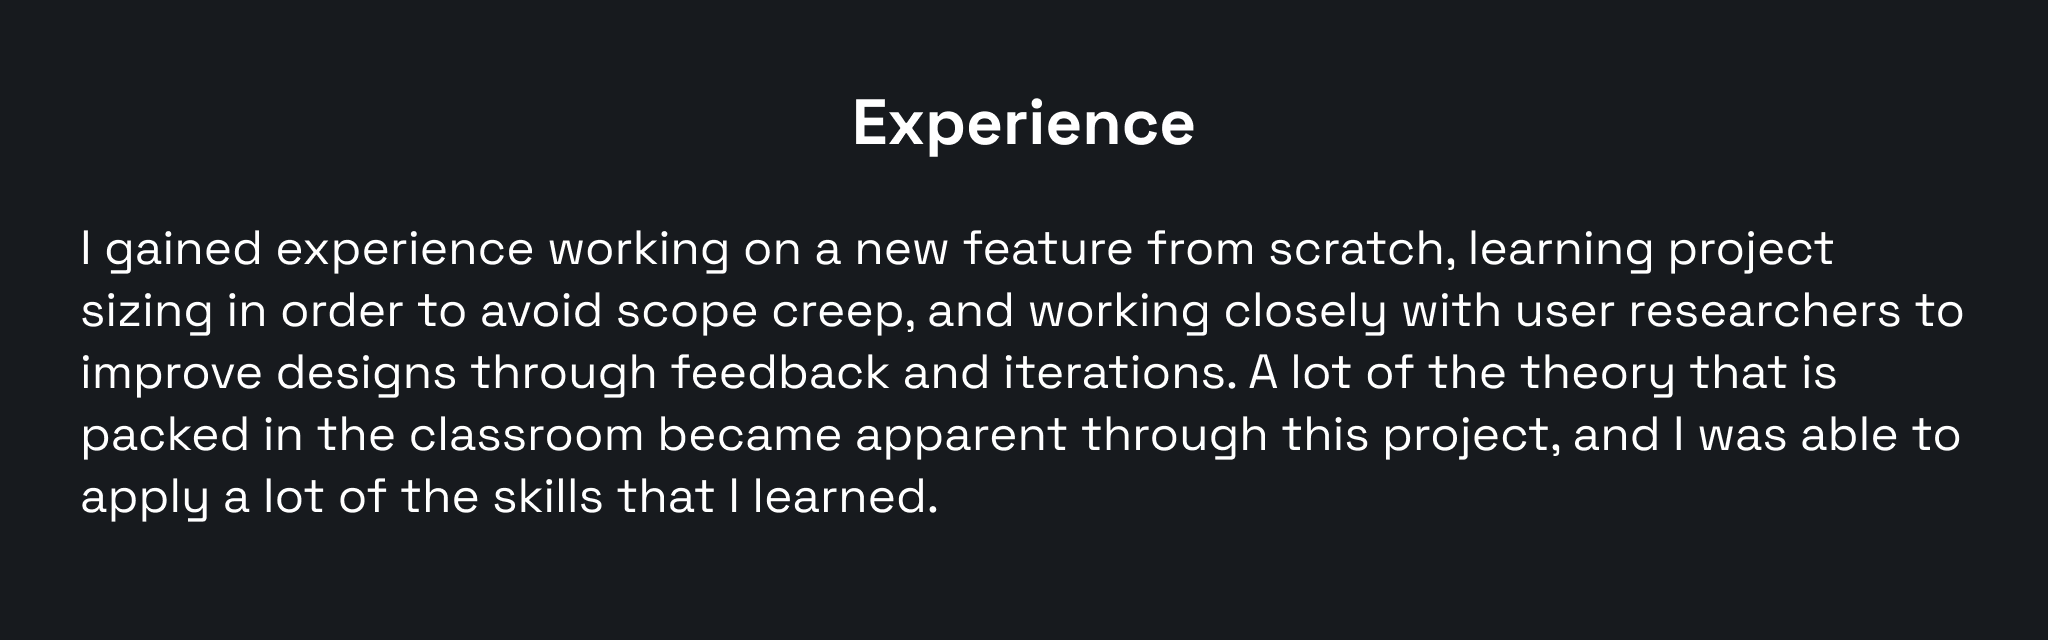 Experience
I gained experience working on a new feature from scratch, learning project
sizing in order to avoid scope creep, and working closely with user researchers to
improve designs through feedback and iterations. A lot of the theory that is
packed in the classroom became apparent through this project, and I was able to
apply a lot of the skills that I learned.